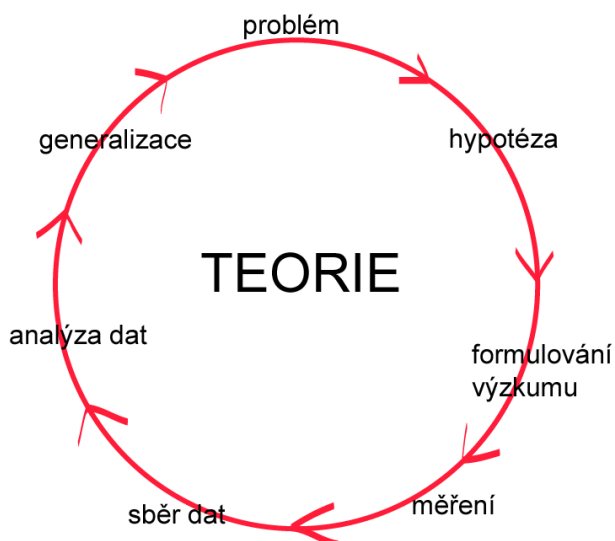 problém
hypotéza
formulování
výzkumu
měření
sběr dat
analýza dat
generalizace
TEORIE